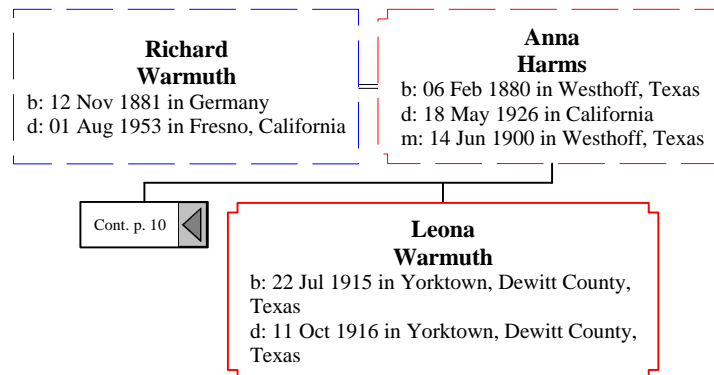 Richard
Warmuth
b: 12 Nov 1881 in Germany
d: 01 Aug 1953 in Fresno, California
Anna
Harms
b: 06 Feb 1880 in Westhoff, Texas
d: 18 May 1926 in California
m: 14 Jun 1900 in Westhoff, Texas
Cont. p. 10
Leona
Warmuth
b: 22 Jul 1915 in Yorktown, Dewitt County,
Texas
d: 11 Oct 1916 in Yorktown, Dewitt County,
Texas